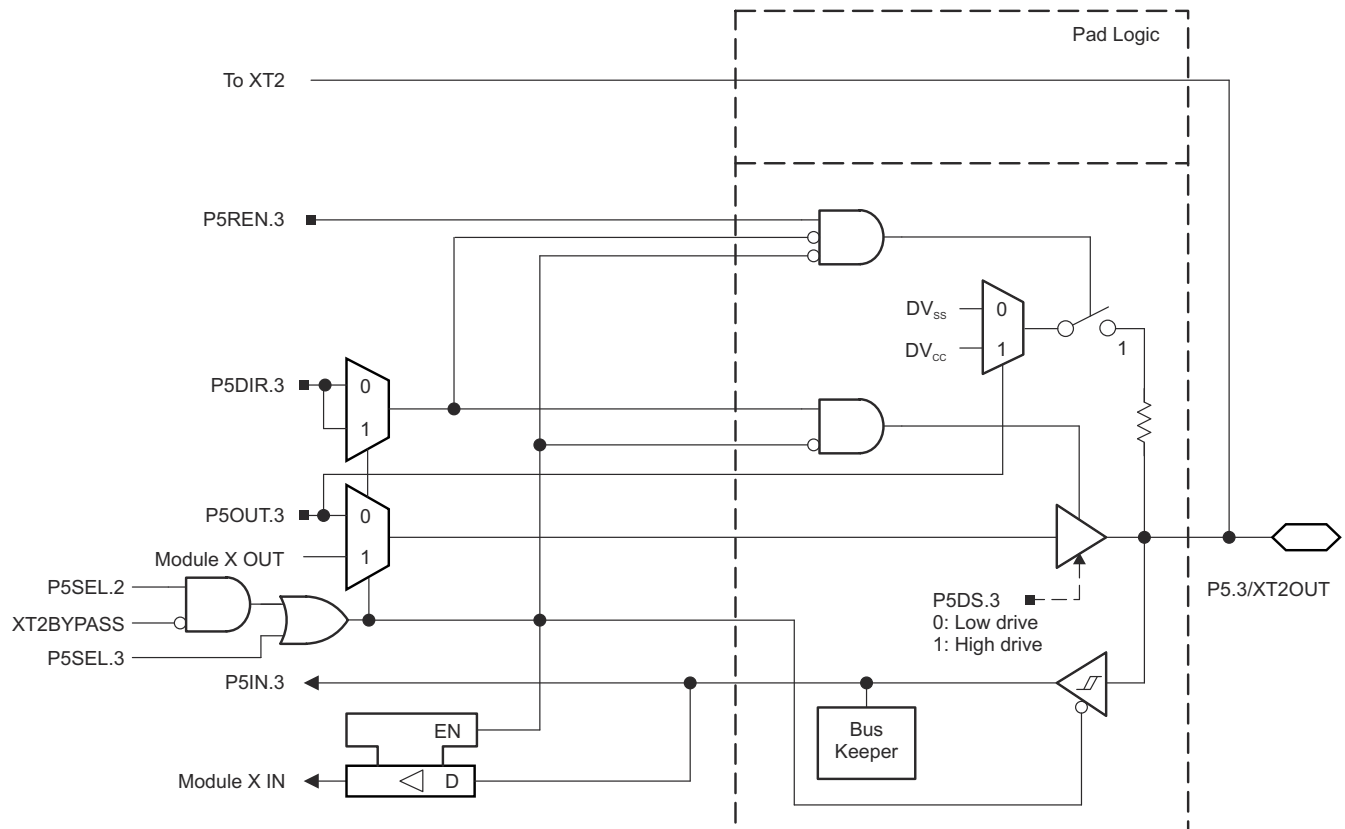 Pad Logic
To XT2
P5REN.3
DVSS
0
DVCC
1
1
P5DIR.3
0
1
P5OUT.3
0
Module X OUT
1
P5SEL.2
XT2BYPASS
P5SEL.3
P5DS.3
0: Low drive
1: High drive
P5.3/XT2OUT
P5IN.3
EN
Bus
Keeper
Module X IN
D